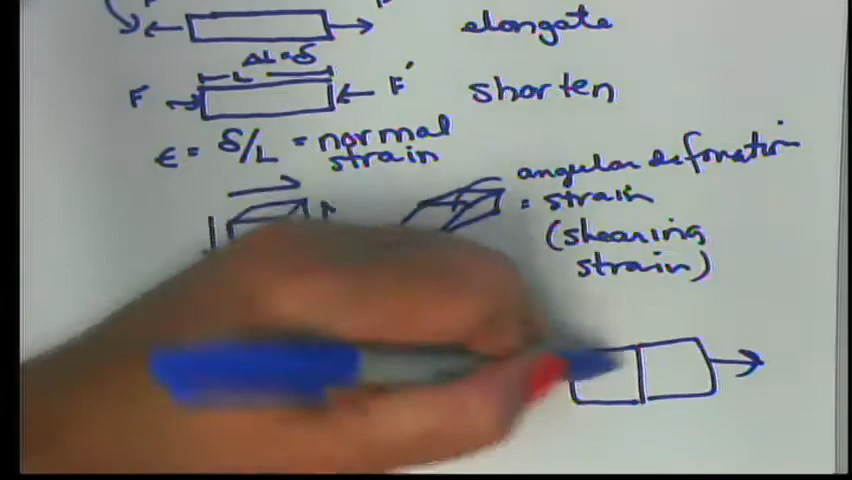 elongate
ΔL=δ
L
F F' shorten
ε = δ/L = normal
strain
angular deformation
= strain
(shearing
strain)